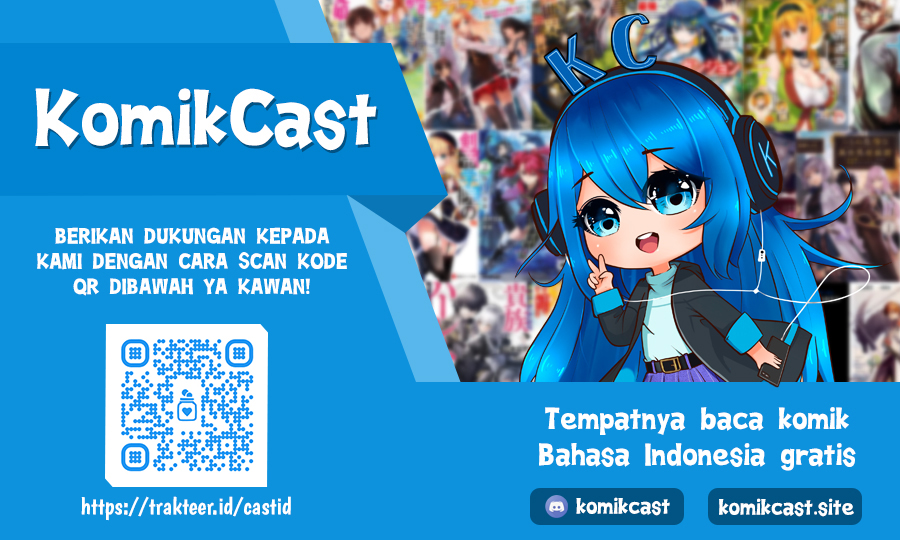 KomikCast
BERIKAN DUKUNGAN KEPADA
KAMI DENGAN CARA SCAN KODE
QR DIBAWAH YA KAWAN!
https://trakteer.id/castid
KC
K
Tempatnya baca komik
Bahasa Indonesia gratis
komikcast
komikcast.site